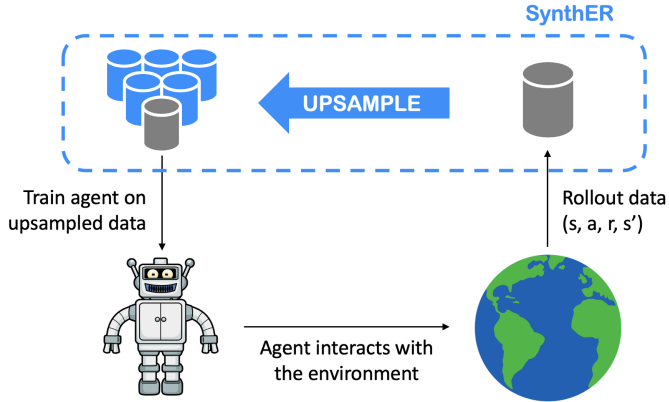 SynthER
UPSAMPLE
Train agent on
upsampled data
Rollout data
(s, a, r, s’)
Agent interacts with
the environment